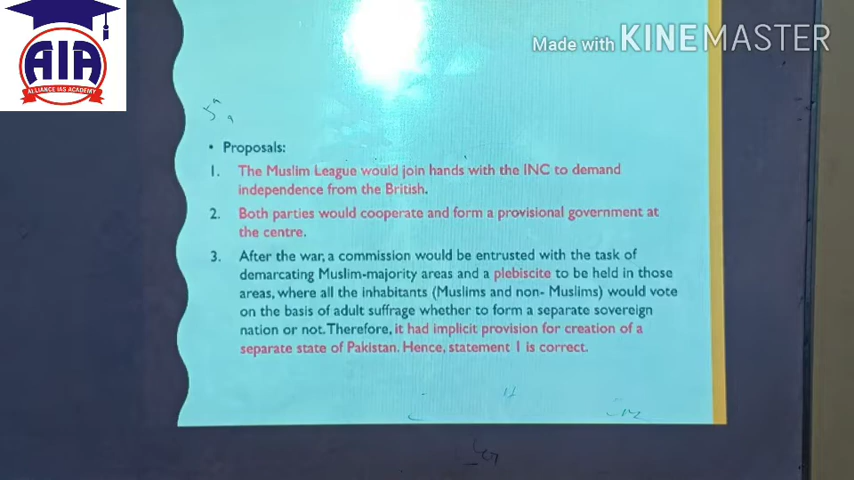 AIA
ALLIANCE IAS ACADEMY
Made with KINEMASTER
• Proposals:
1. The Muslim League would join hands with the INC to demand
independence from the British.
2. Both parties would cooperate and form a provisional government at
the centre.
3. After the war, a commission would be entrusted with the task of
demarcating Muslim-majority areas and a plebiscite to be held in those
areas, where all the inhabitants (Muslims and non- Muslims) would vote
on the basis of adult suffrage whether to form a separate sovereign
nation or not. Therefore, it had implicit provision for creation of a
separate state of Pakistan. Hence, statement 1 is correct.